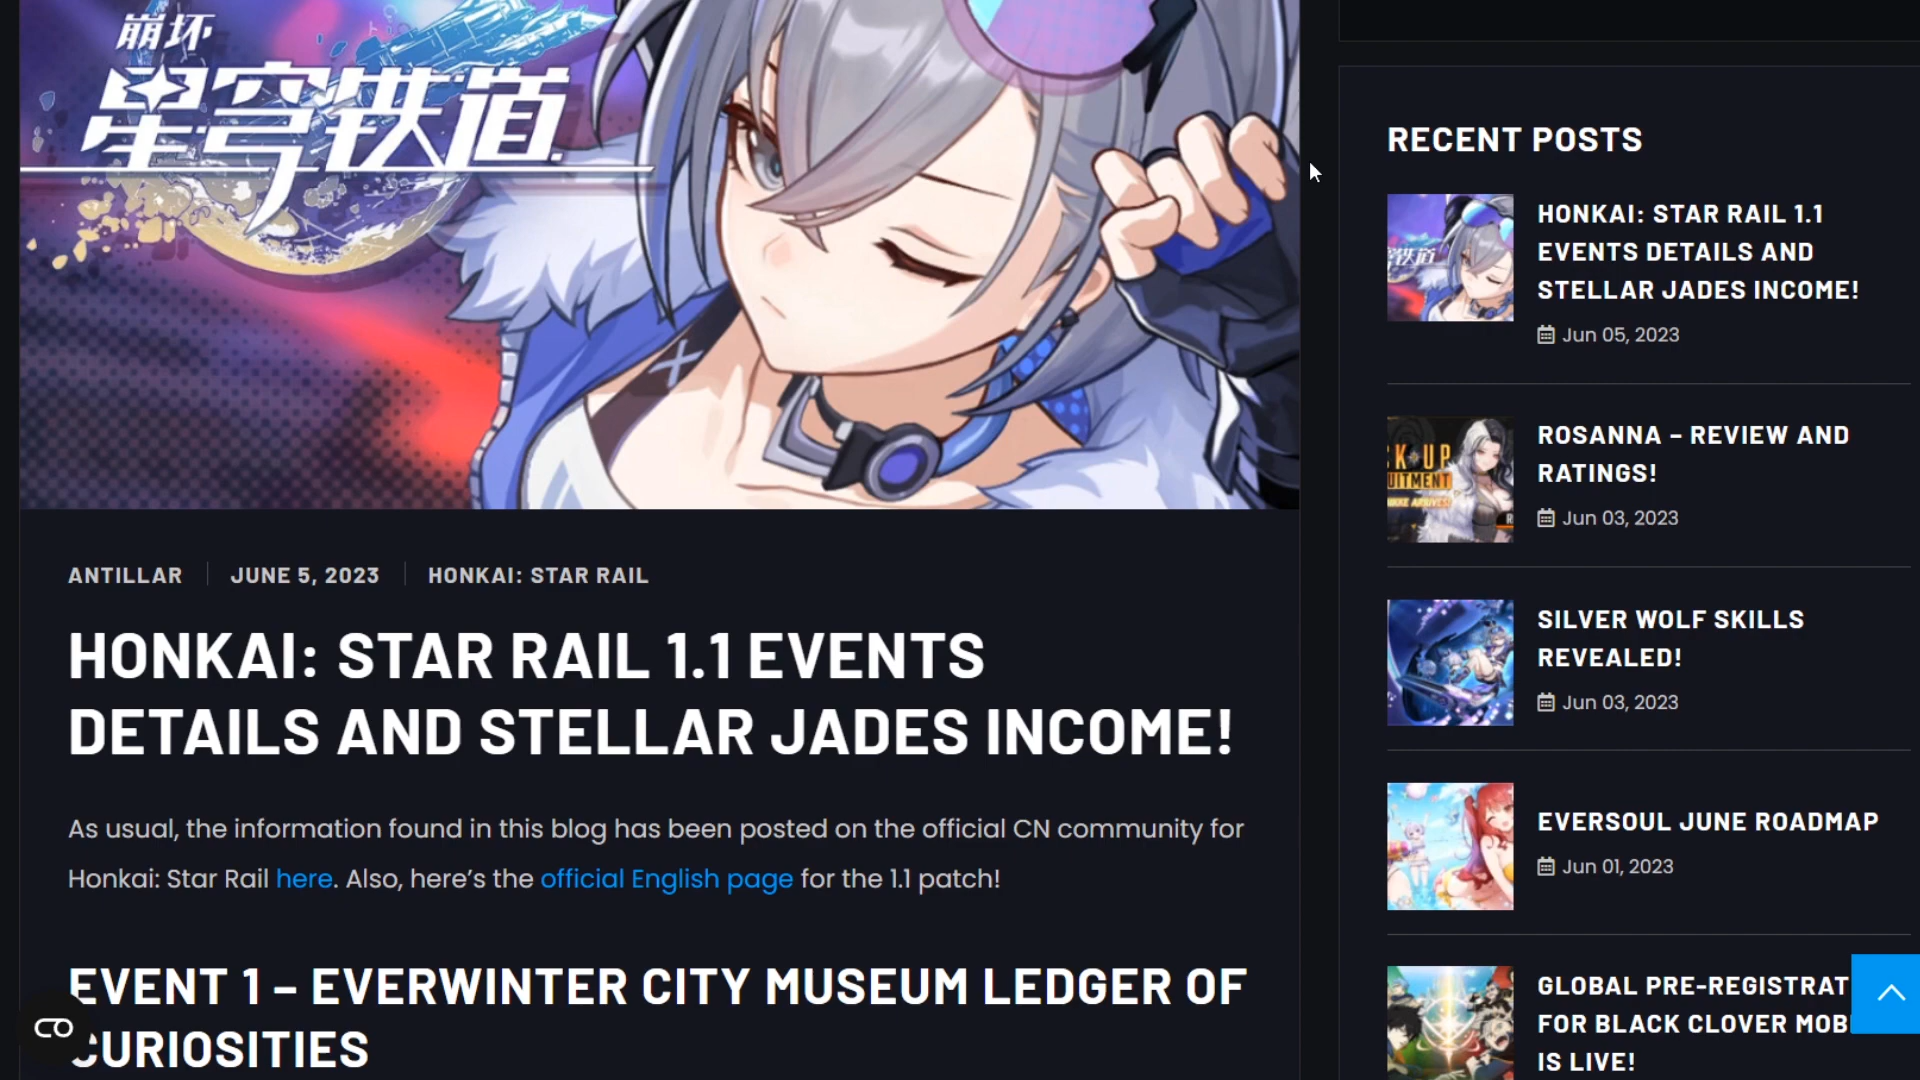 崩坏
星穹铁道
ANTILLAR
JUNE 5, 2023
HONKAI: STAR RAIL
HONKAI: STAR RAIL 1.1 EVENTS
DETAILS AND STELLAR JADES INCOME!
As usual, the information found in this blog has been posted on the official CN community for
Honkai: Star Rail here. Also, here’s the official English page for the 1.1 patch!
EVENT 1 – EVERWINTER CITY MUSEUM LEDGER OF
CURIOSITIES
RECENT POSTS
HONKAI: STAR RAIL 1.1
EVENTS DETAILS AND
STELLAR JADES INCOME!
Jun 05, 2023
ROSANNA – REVIEW AND
RATINGS!
Jun 03, 2023
SILVER WOLF SKILLS
REVEALED!
Jun 03, 2023
EVERSOUL JUNE ROADMAP
Jun 01, 2023
GLOBAL PRE-REGISTRAT
FOR BLACK CLOVER MOB
IS LIVE!